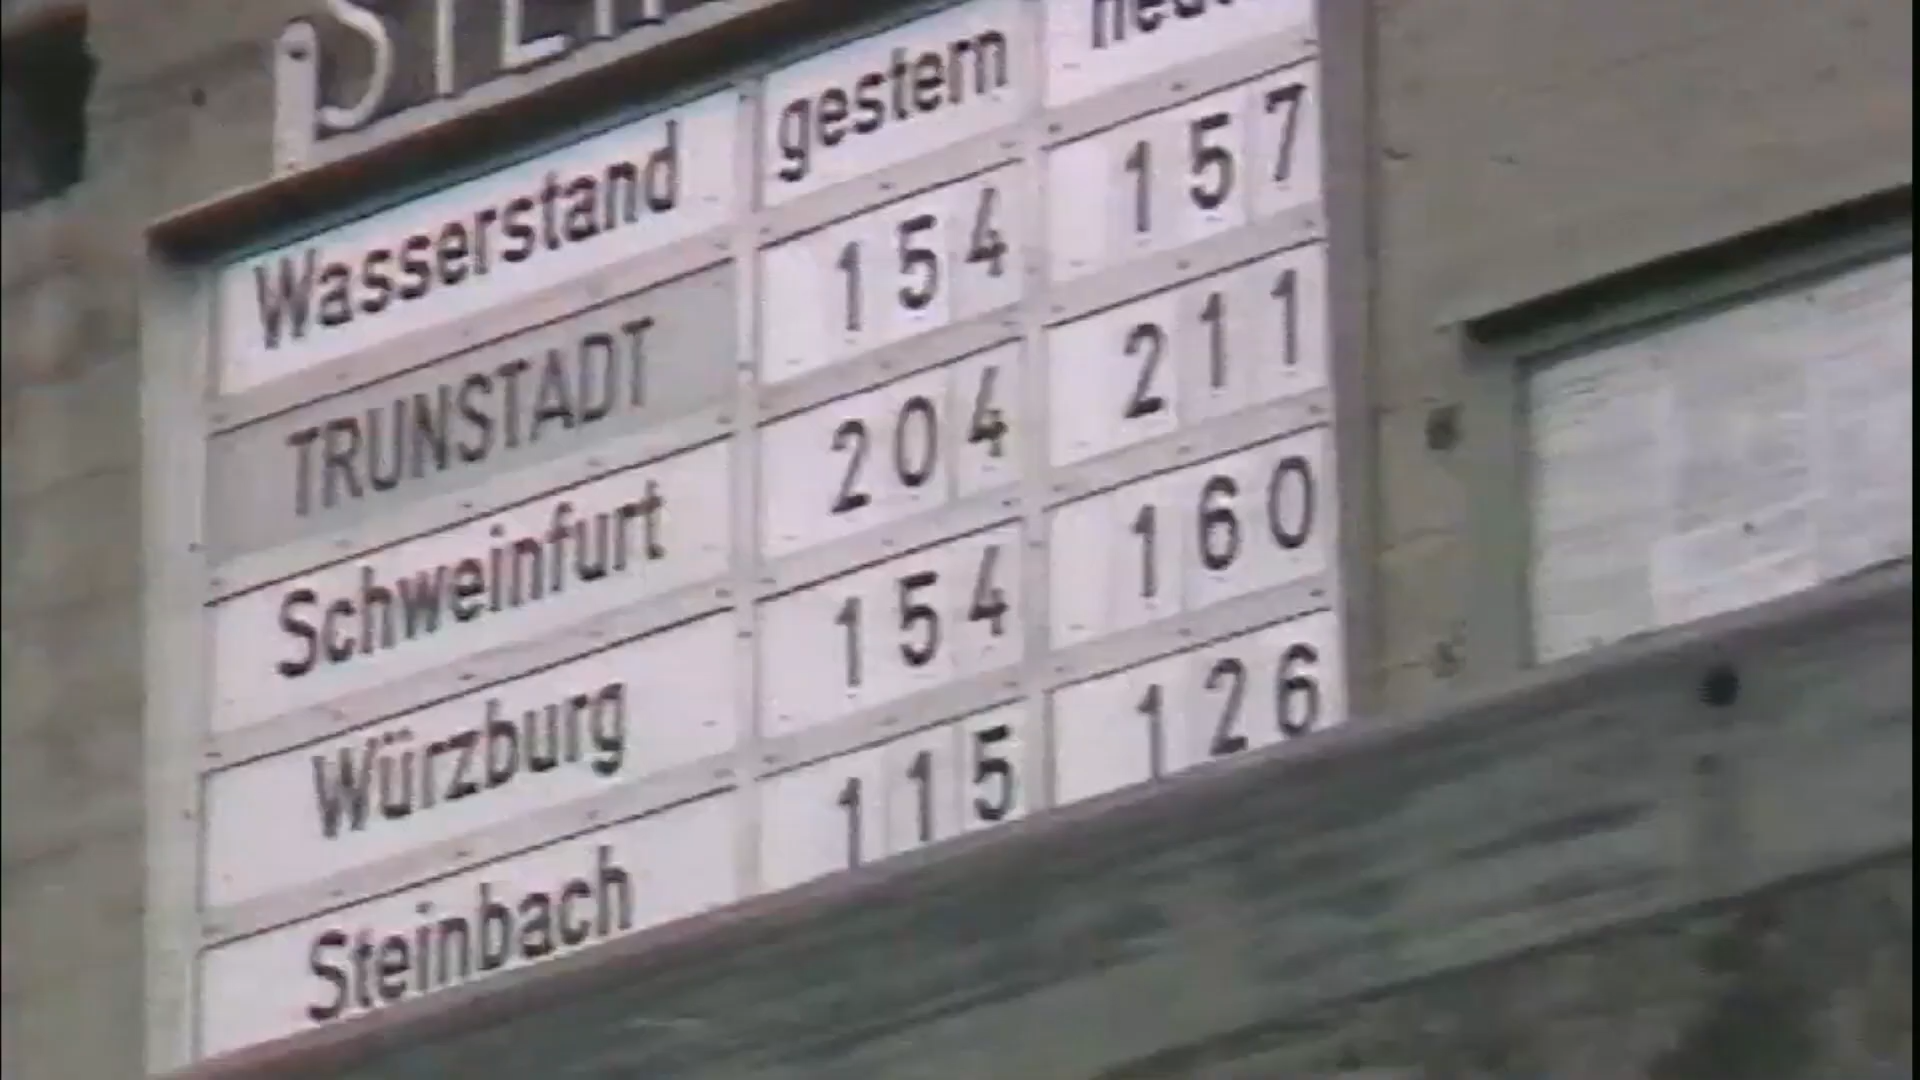 Wasserstand gestern
TRUNSTADT 154 157
Schweinfurt 204 211
Würzburg 154 160
Steinbach 115 126